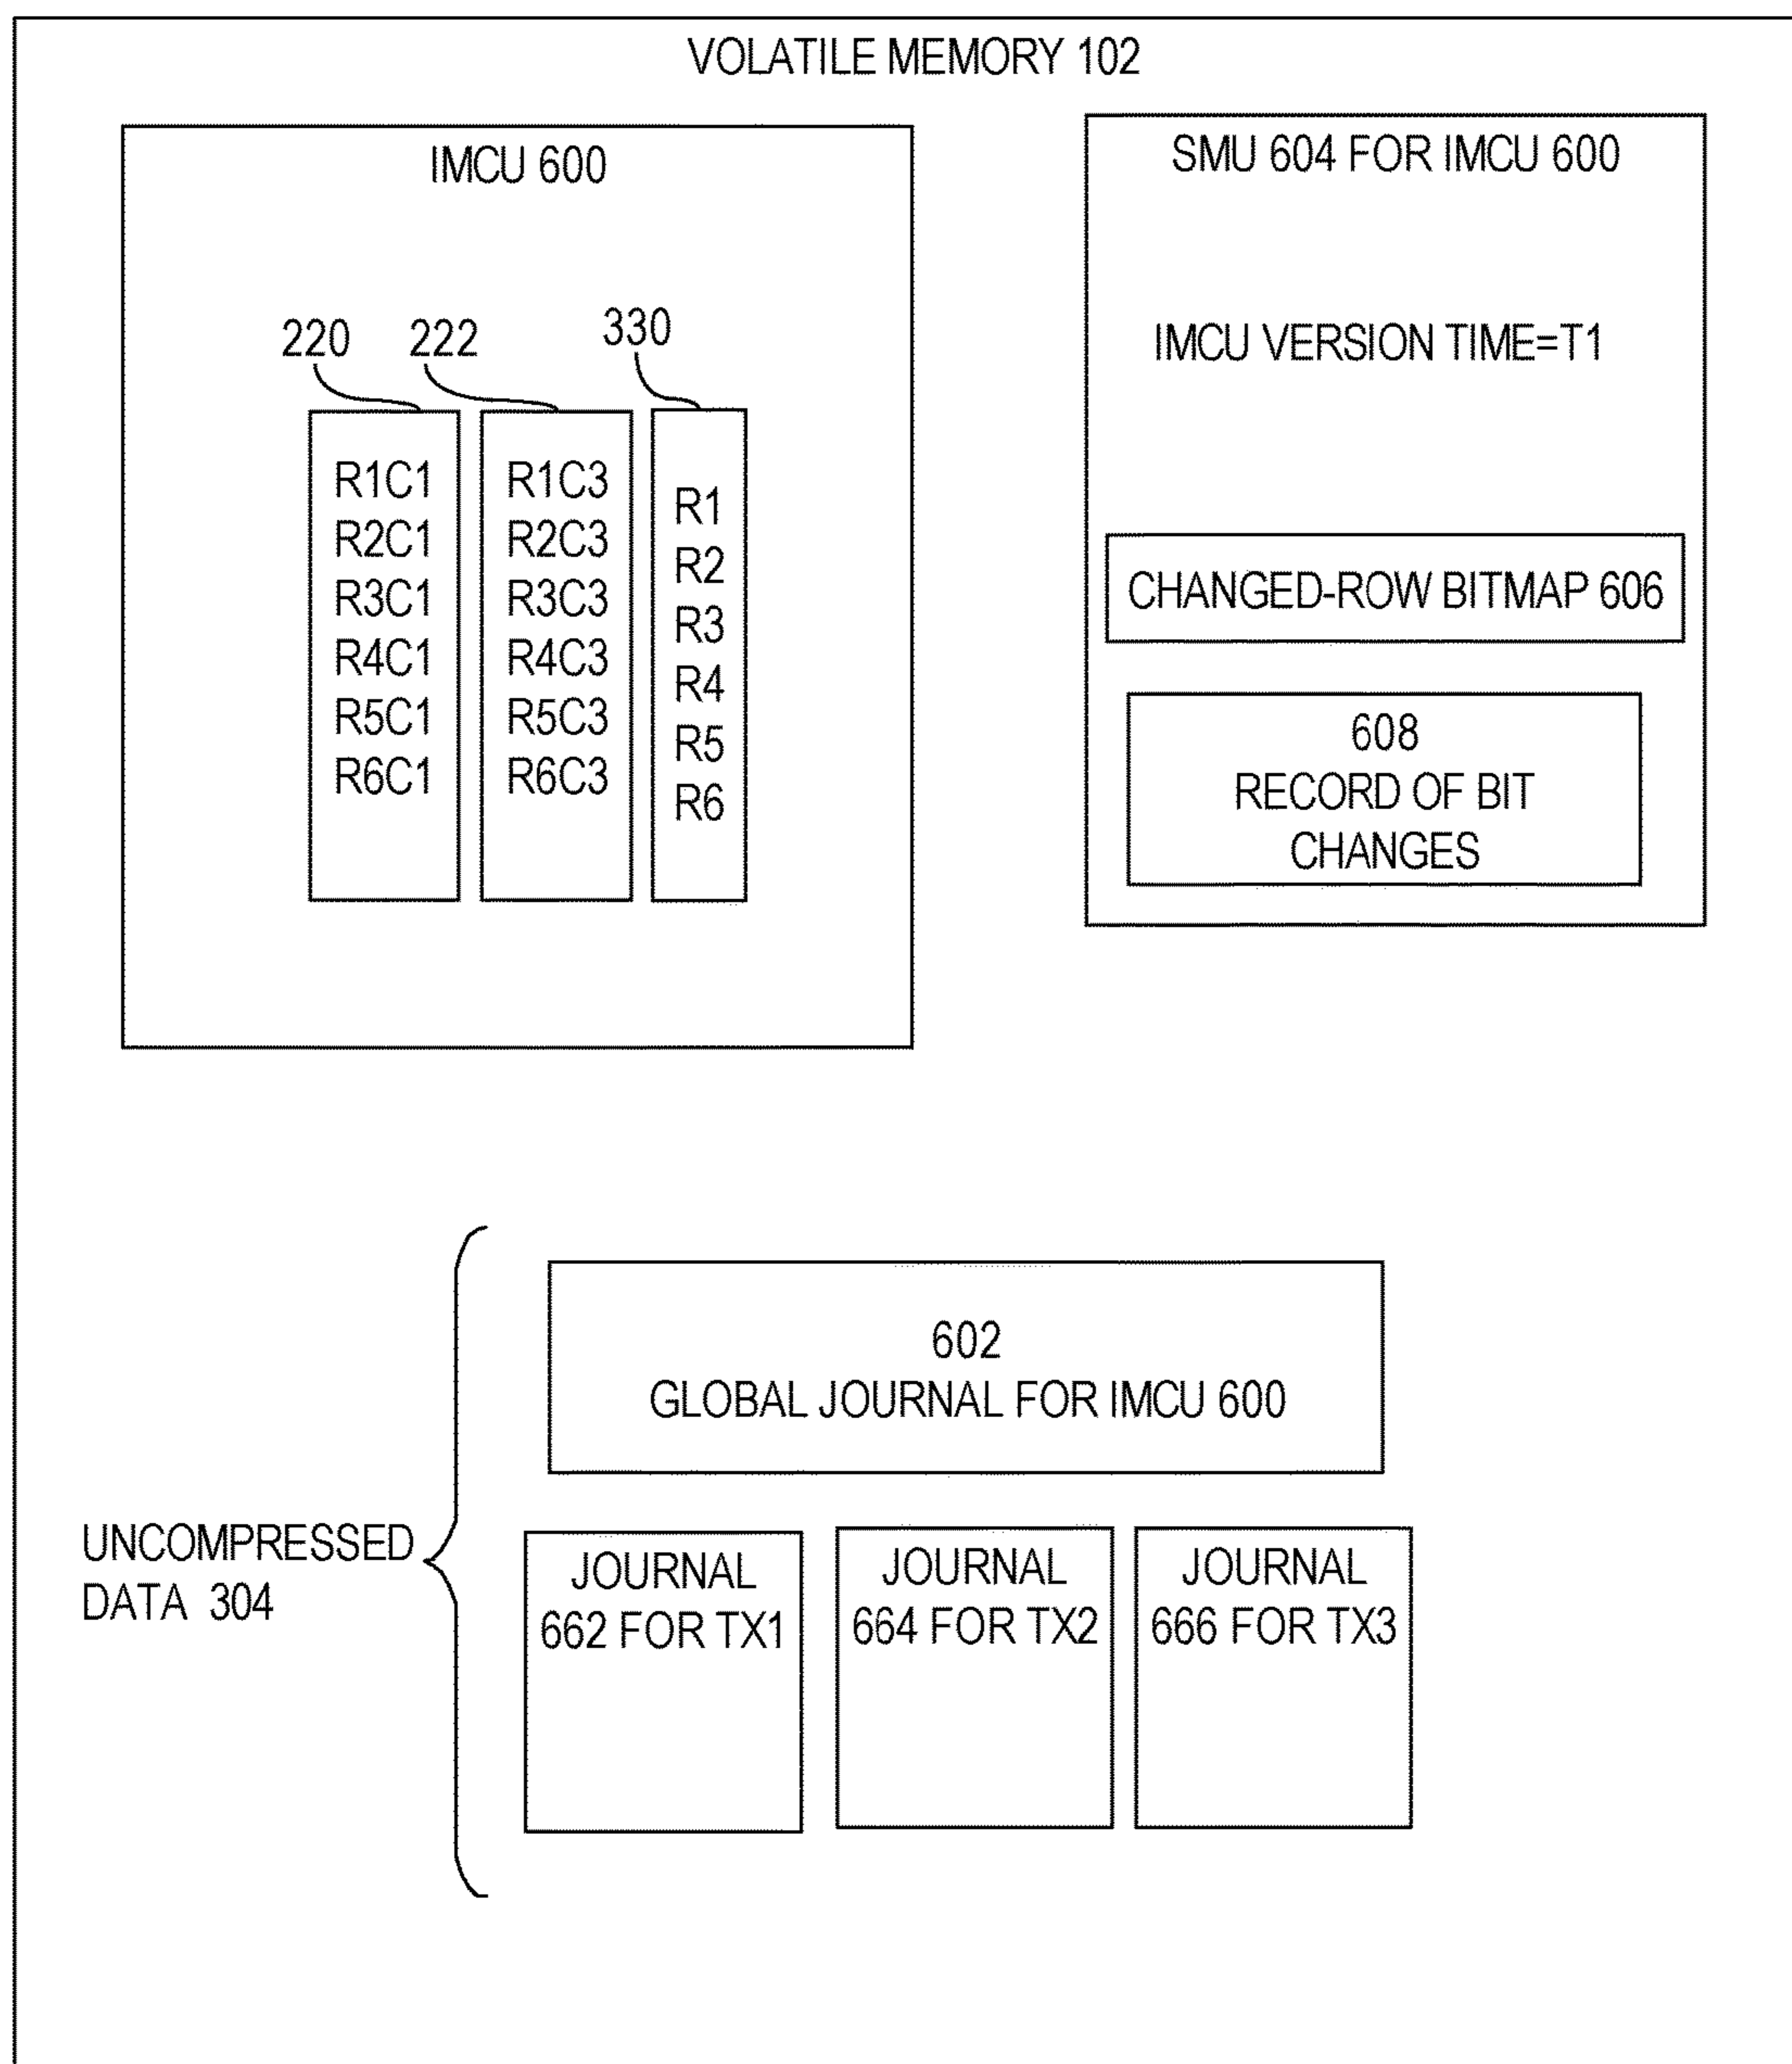 VOLATILE MEMORY 102
IMCU 600
220 222 330
R1C1
R2C1
R3C1
R4C1
R5C1
R6C1
R1C3
R2C3
R3C3
R4C3
R5C3
R6C3
R1
R2
R3
R4
R5
R6
SMU 604 FOR IMCU 600
IMCU VERSION TIME=T1
CHANGED-ROW BITMAP 606
608
RECORD OF BIT
CHANGES
UNCOMPRESSED
DATA 304
602
GLOBAL JOURNAL FOR IMCU 600
JOURNAL
662 FOR TX1
JOURNAL
664 FOR TX2
JOURNAL
666 FOR TX3